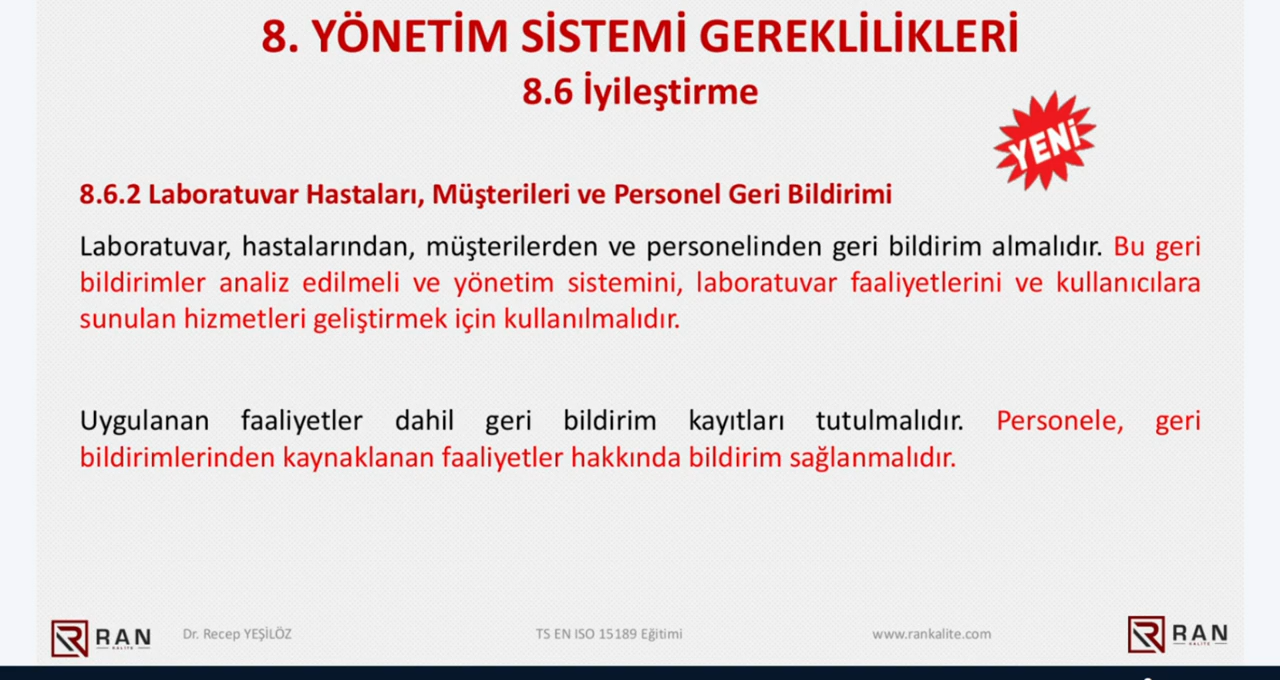 8. YÖNETİM SİSTEMİ GEREKLİLİKLERİ
8.6 İyileştirme
YENİ
8.6.2 Laboratuvar Hastaları, Müşterileri ve Personel Geri Bildirimi
Laboratuvar, hastalarından, müşterilerden ve personelinden geri bildirim almalıdır. Bu geri
bildirimler analiz edilmeli ve yönetim sistemini, laboratuvar faaliyetlerini ve kullanıcılara
sunulan hizmetleri geliştirmek için kullanılmalıdır.
Uygulanan faaliyetler dahil geri bildirim kayıtları tutulmalıdır. Personele, geri
bildirimlerinden kaynaklanan faaliyetler hakkında bildirim sağlanmalıdır.
RAN
KALİTE
Dr. Recep YEŞİLÖZ
TS EN ISO 15189 Eğitimi
www.rankalite.com
RAN
KALİTE